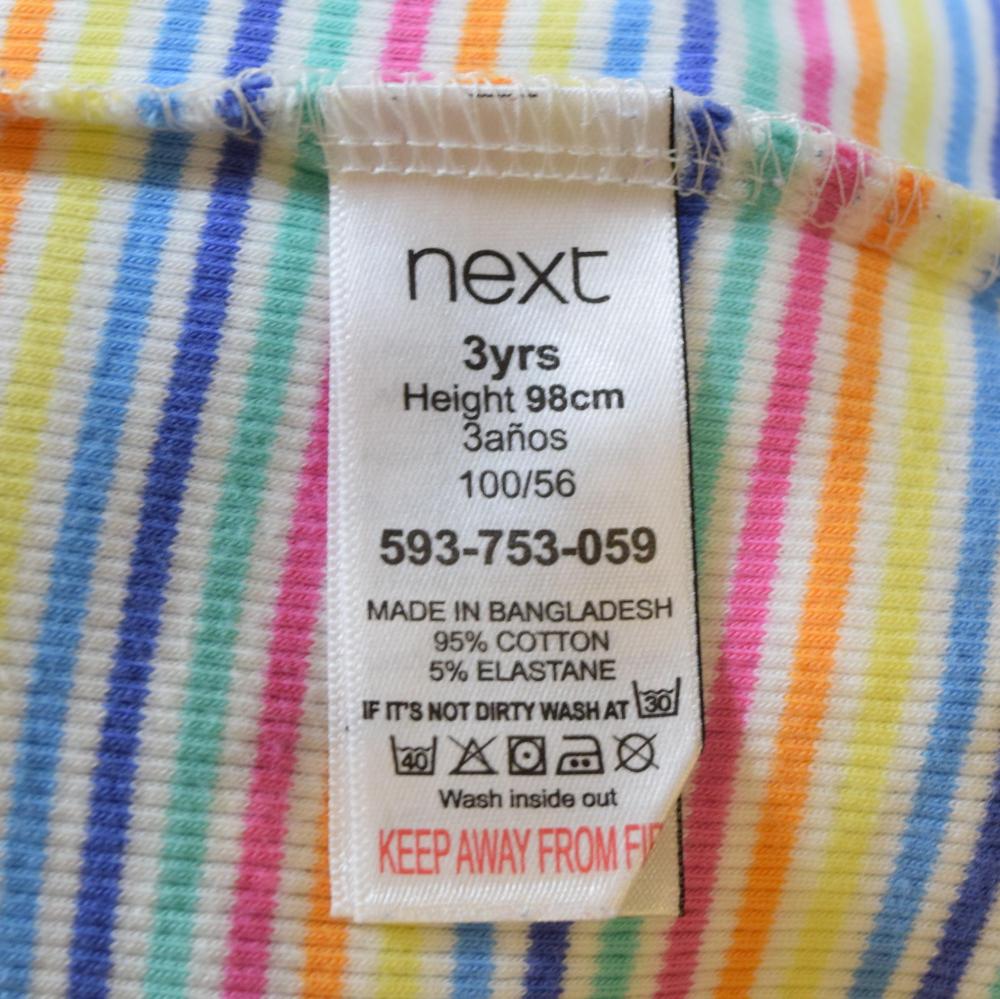 next
3yrs
Height 98cm
3años
100/56
593-753-059
MADE IN BANGLADESH
95% COTTON
5% ELASTANE
IF IT'S NOT DIRTY WASH AT 30
40
Wash inside out
KEEP AWAY FROM